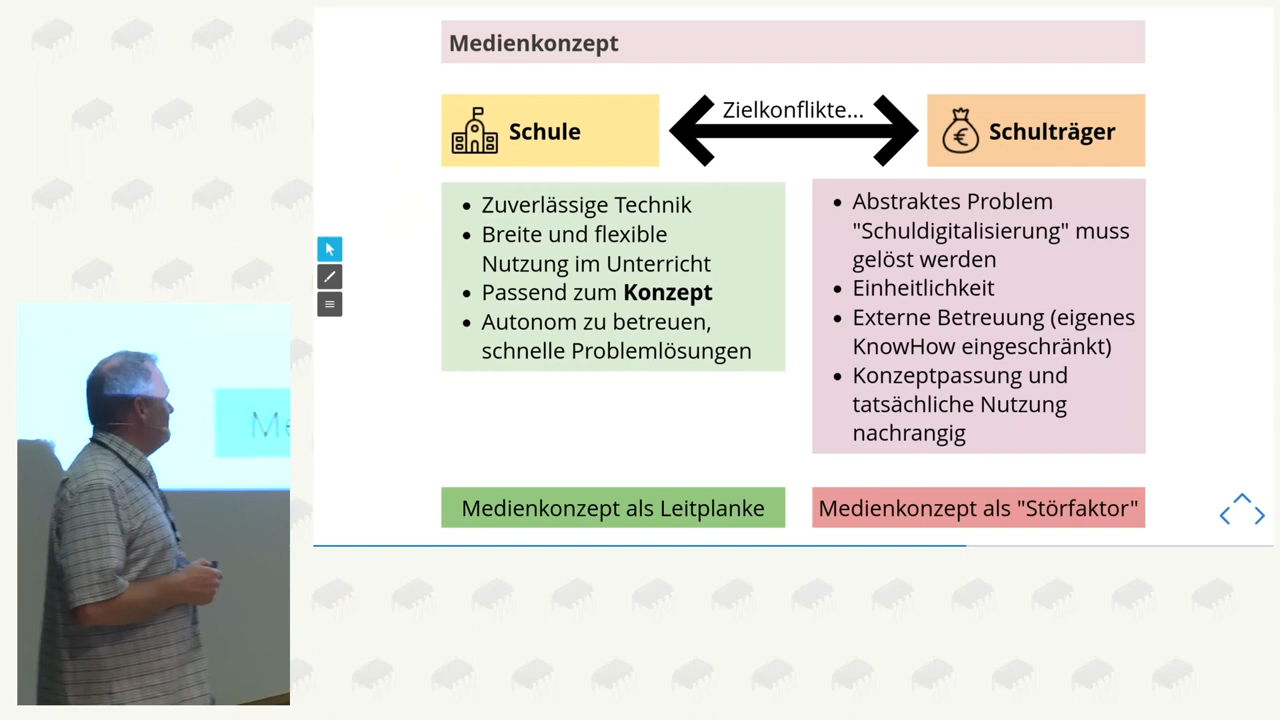 Medienkonzept
Schule
Zielkonflikte...
Schulträger
• Zuverlässige Technik
• Breite und flexible
Nutzung im Unterricht
• Passend zum Konzept
• Autonom zu betreuen,
schnelle Problemlösungen
• Abstraktes Problem
"Schuldigitalisierung" muss
gelöst werden
• Einheitlichkeit
• Externe Betreuung (eigenes
KnowHow eingeschränkt)
• Konzeptpassung und
tatsächliche Nutzung
nachrangig
Medienkonzept als Leitplanke
Medienkonzept als "Störfaktor"
Me